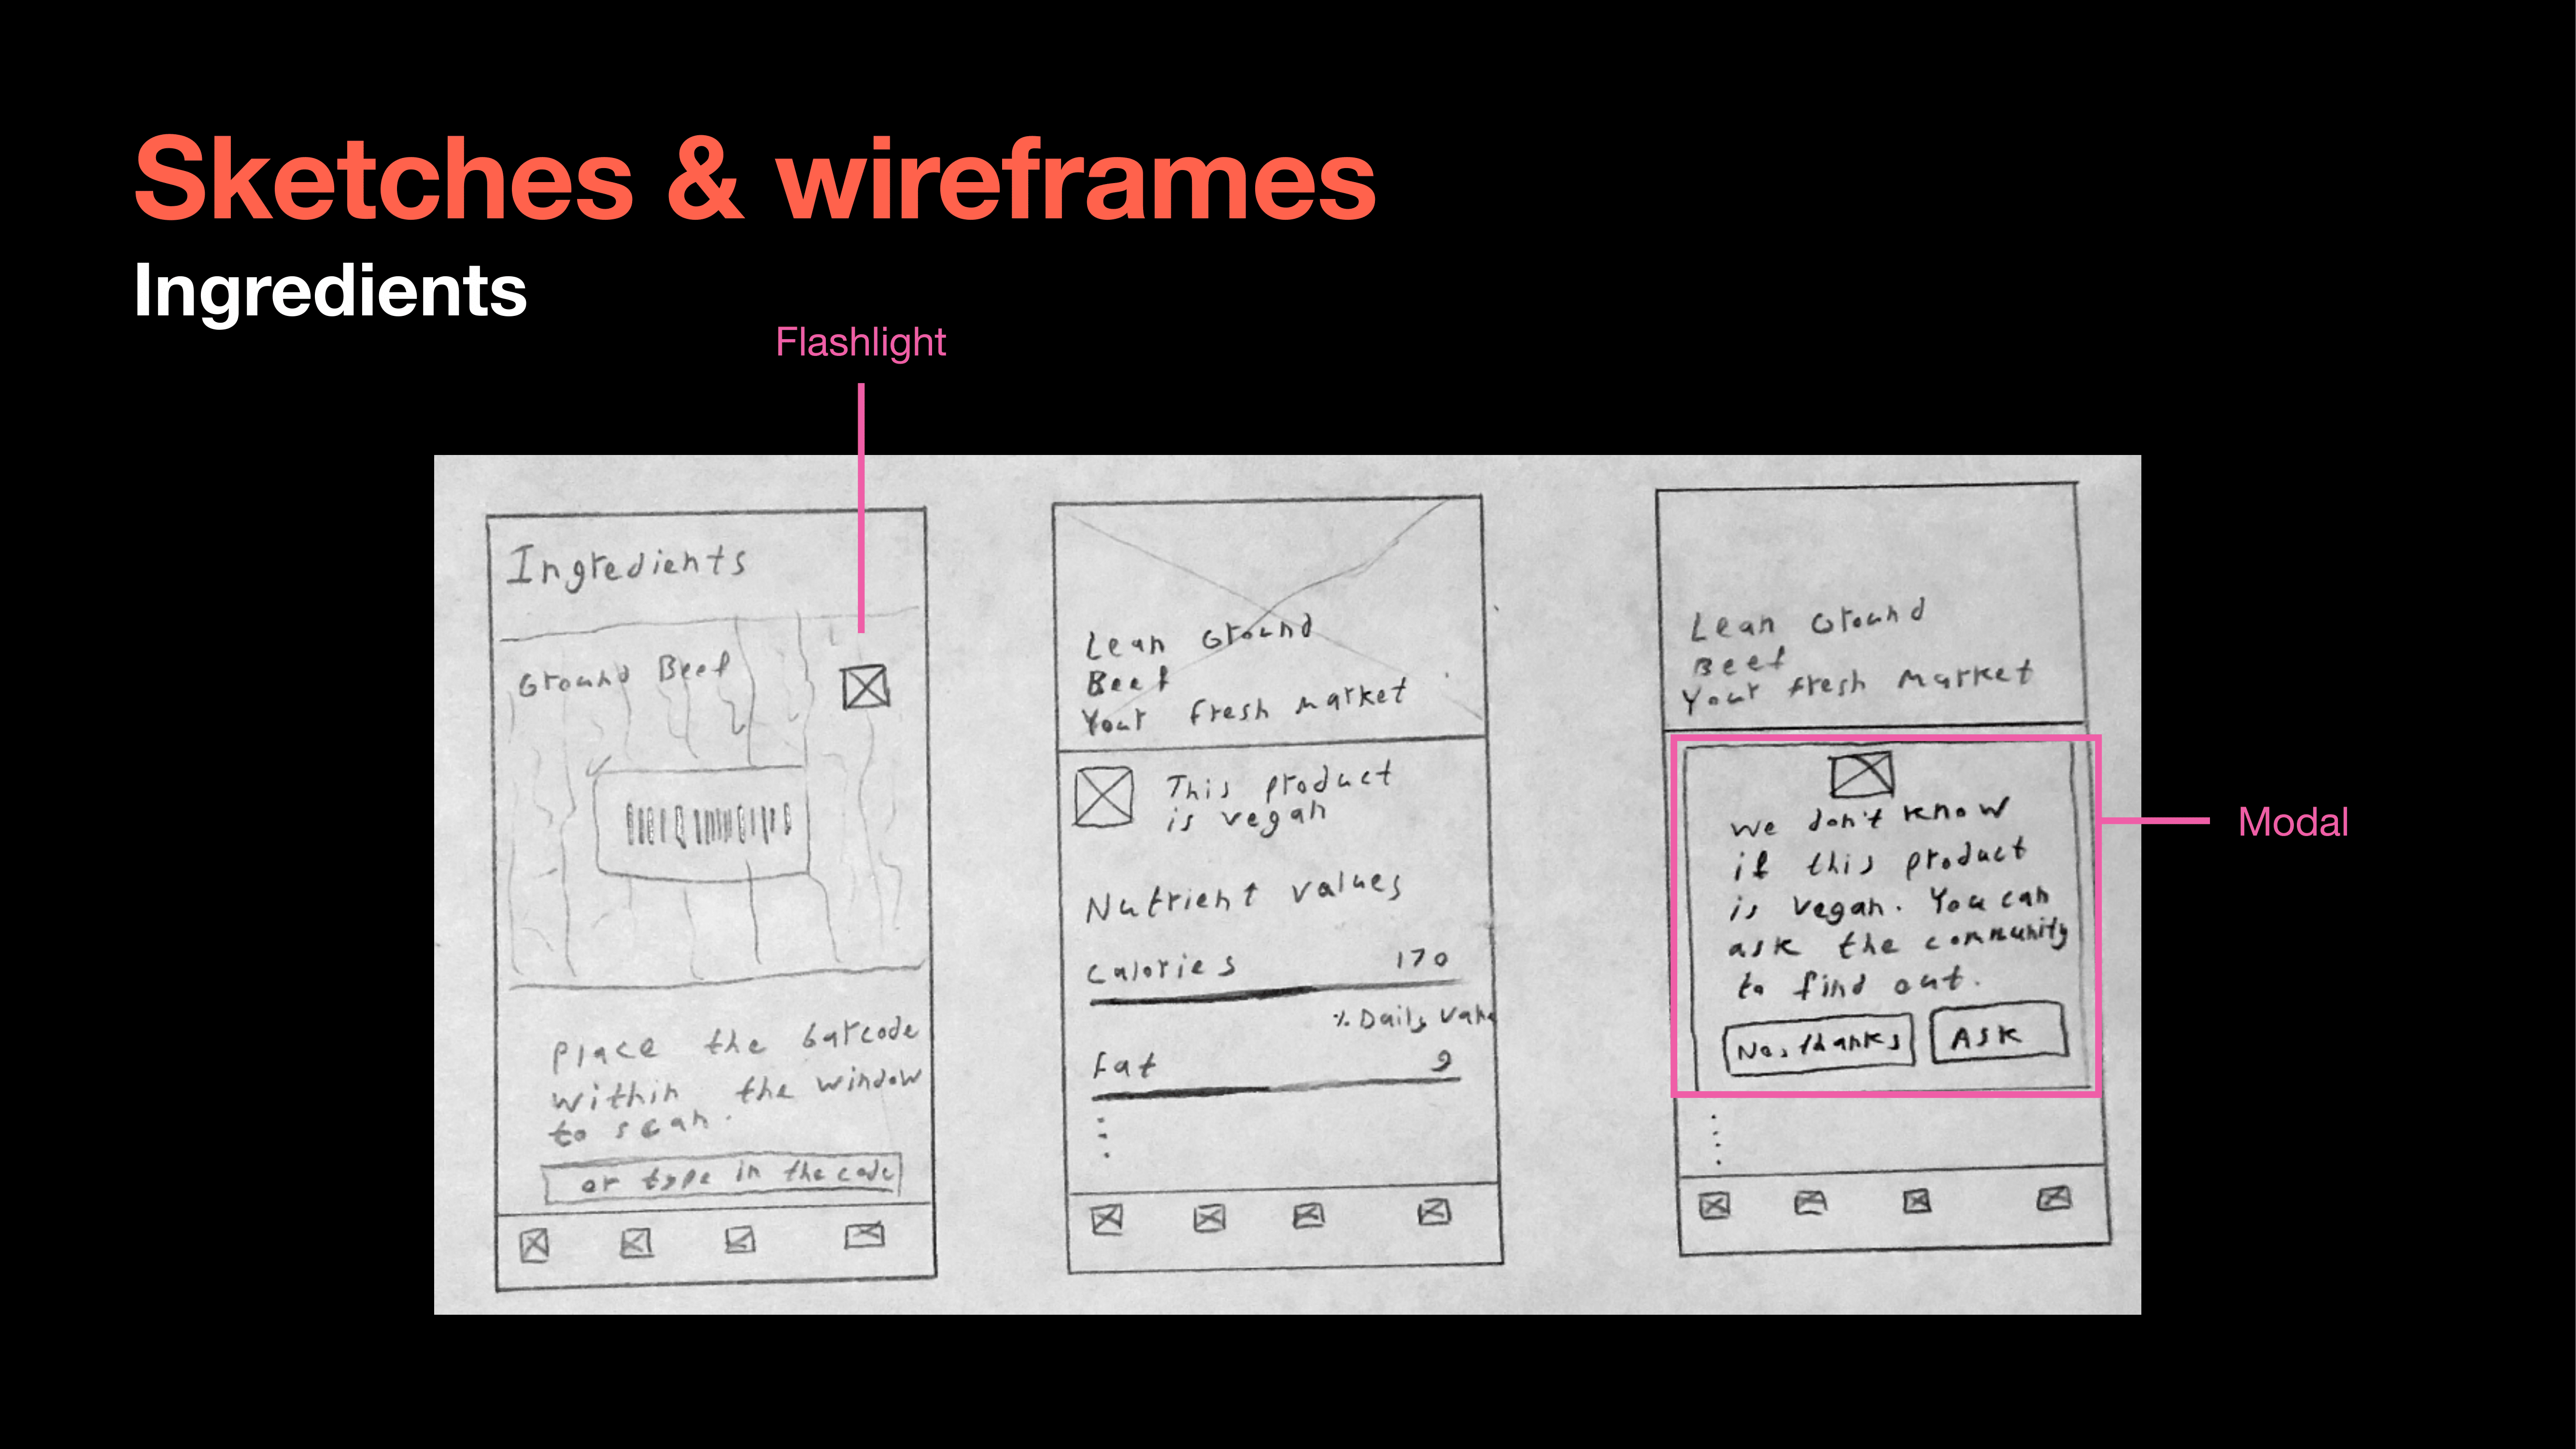 Sketches & wireframes
Ingredients
Flashlight
Ingredients
Ground Beef
Place the barcode
within the window
to scan.
or type in the code
Lean Ground
Beef
Your fresh market
This product
is vegan
Nutrient values
Calories 170
% Daily Value
Fat 9
Lean Ground
Beef
Your fresh market
We don't know
if this product
is vegan. You can
ask the community
to find out.
No, thanks Ask
Modal